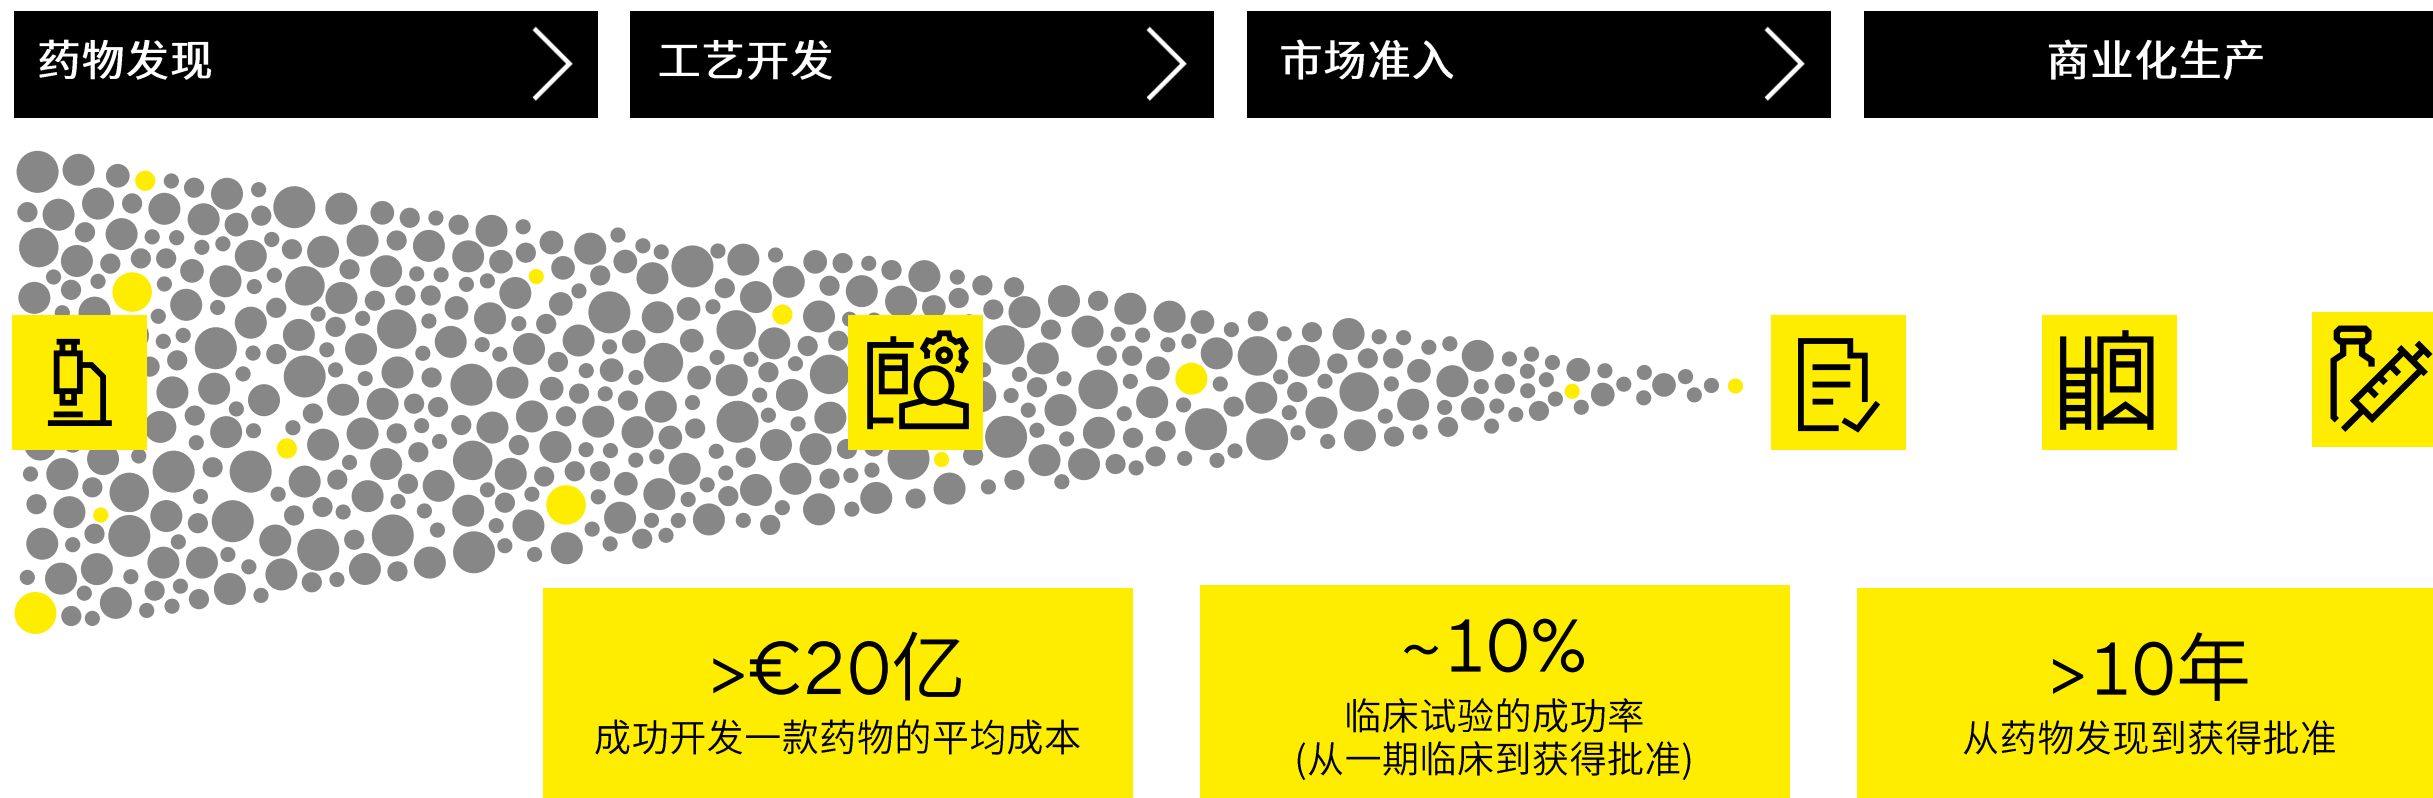 药物发现
工艺开发
市场准入
商业化生产
>€20亿
成功开发一款药物的平均成本
~10%
临床试验的成功率
(从一期临床到获得批准)
>10年
从药物发现到获得批准